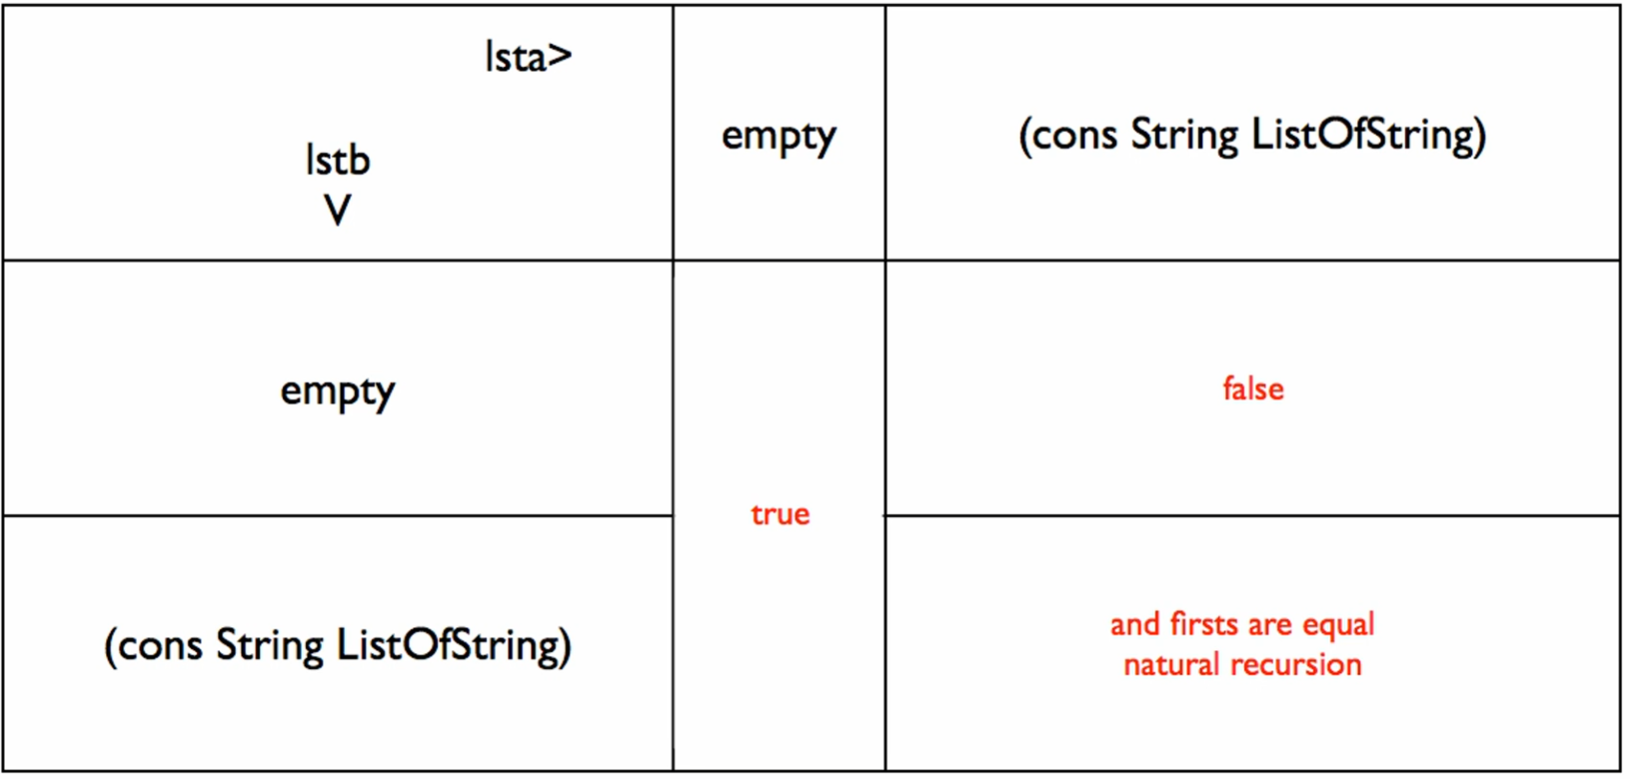 lsta>
lstb
V
empty
(cons String ListOfString)
empty
false
true
(cons String ListOfString)
and firsts are equal
natural recursion